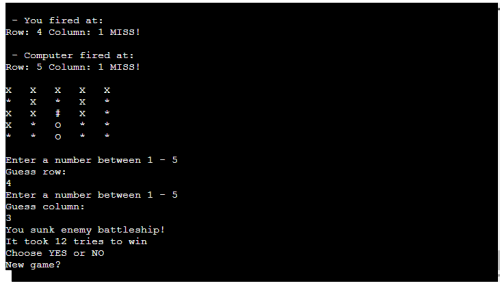 - You fired at:
Row: 4 Column: 1 MISS!
- Computer fired at:
Row: 5 Column: 1 MISS!
X X X X X
* X * X *
X X # X *
X * O * *
* * O * *
Enter a number between 1 - 5
Guess row:
4
Enter a number between 1 - 5
Guess column:
3
You sunk enemy battleship!
It took 12 tries to win
Choose YES or NO
New game?